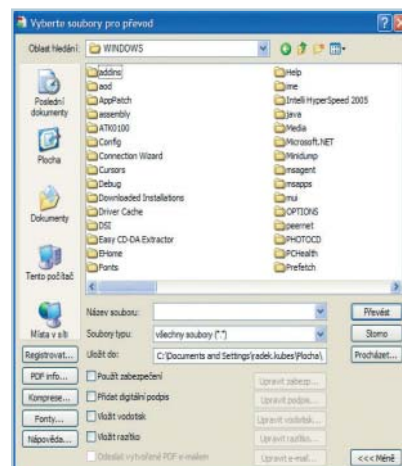 Vyberte soubory pro převod
Oblast hledání: WINDOWS
Poslední dokumenty
Plocha
Dokumenty
Tento počítač
Místa v síti
addins
aod
AppPatch
assembly
ATK0100
Config
Connection Wizard
Cursors
Debug
Downloaded Installations
Driver Cache
DSI
Easy CD-DA Extractor
EHome
Fonts
Help
ime
Intelli HyperSpeed 2005
java
Media
Microsoft.NET
Minidump
msagent
msapps
mui
OPTIONS
peernet
PHOTOCD
PCHealth
Prefetch
Název souboru: Převést
Soubory typu: všechny soubory (*.*) Storno
Registrovat... Uložit do: C:\Documents and Settings\radek.kubes\Plocha\ Procházet...
PDF info... Použít zabezpečení Upravit zabezp...
Komprese... Přidat digitální podpis Upravit podpis...
Fonty... Vložit vodotisk Upravit vodotisk...
Nápověda... Vložit razítko Upravit razítko...
Odeslat vytvořené PDF e-mailem Upravit e-mail... <<< Méně